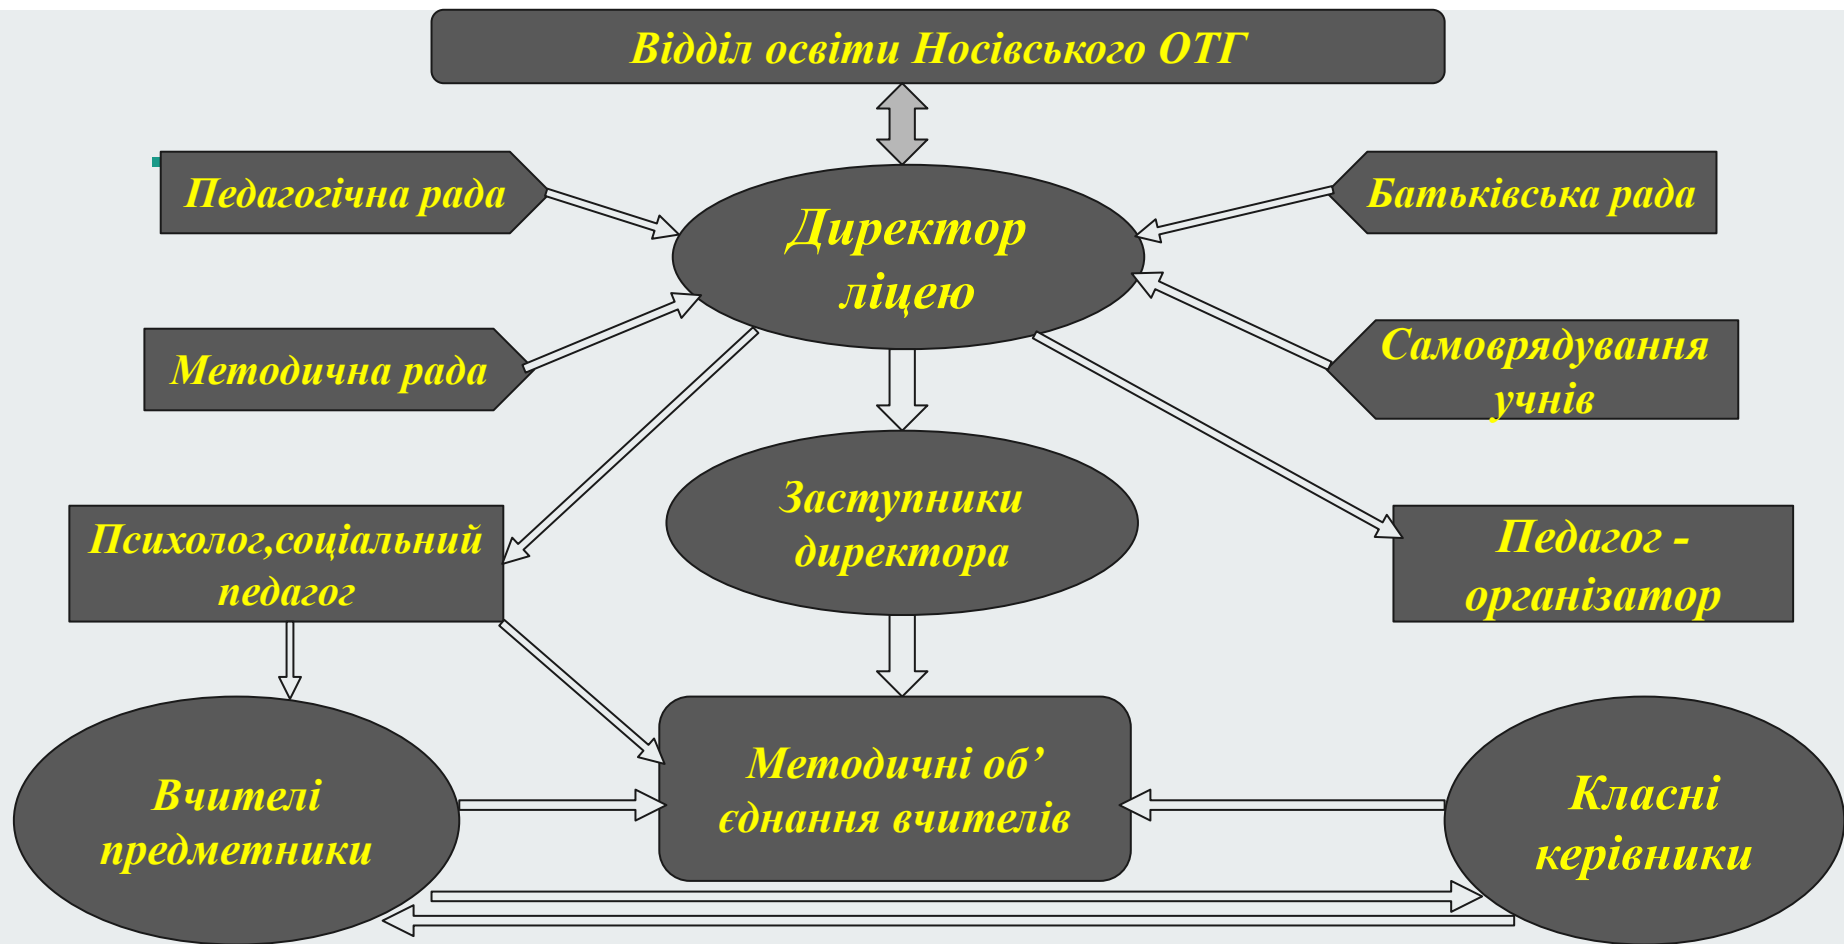 Відділ освіти Носівського ОТГ
Педагогічна рада
Директор
ліцею
Батьківська рада
Методична рада
Самоврядування
учнів
Психолог,соціальний
педагог
Заступники
директора
Педагог -
організатор
Вчителі
предметники
Методичні об’
єднання вчителів
Класні
керівники